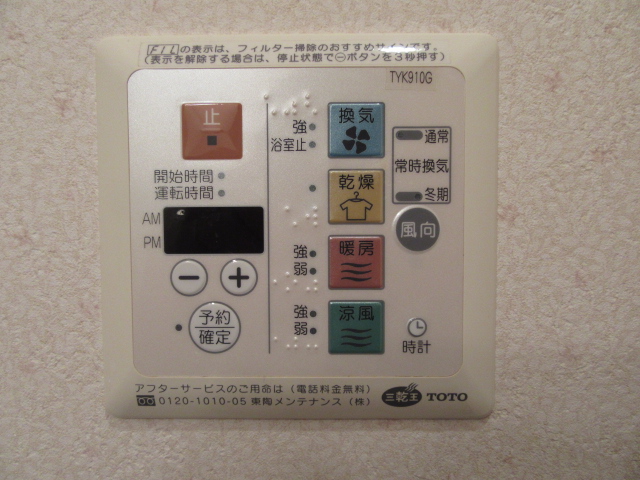 FILの表示は、フィルター掃除のおすすめサインです。
(表示を解除する場合は、停止状態で⊖ボタンを3秒押す)
TYK910G
止
強
浴室止
換気
通常
常時換気
冬期
開始時間
運転時間
乾燥
AM
PM
風向
強
弱
暖房
− +
予約
確定
強
弱
涼風
時計
アフターサービスのご用命は(電話料金無料)
0120-1010-05 東陶メンテナンス(株)
三乾王 TOTO